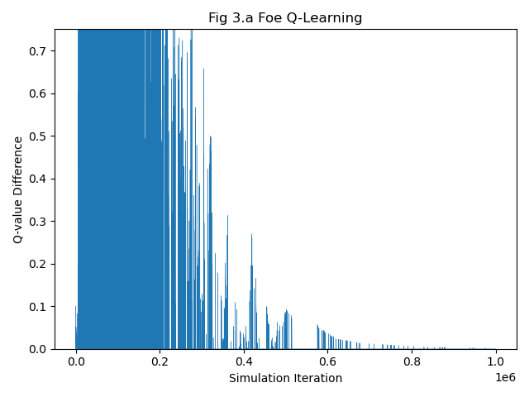 Fig 3.a Foe Q-Learning
Q-value Difference
0.7
0.6
0.5
0.4
0.3
0.2
0.1
0.0
0.0 0.2 0.4 0.6 0.8 1.0
Simulation Iteration
1e6